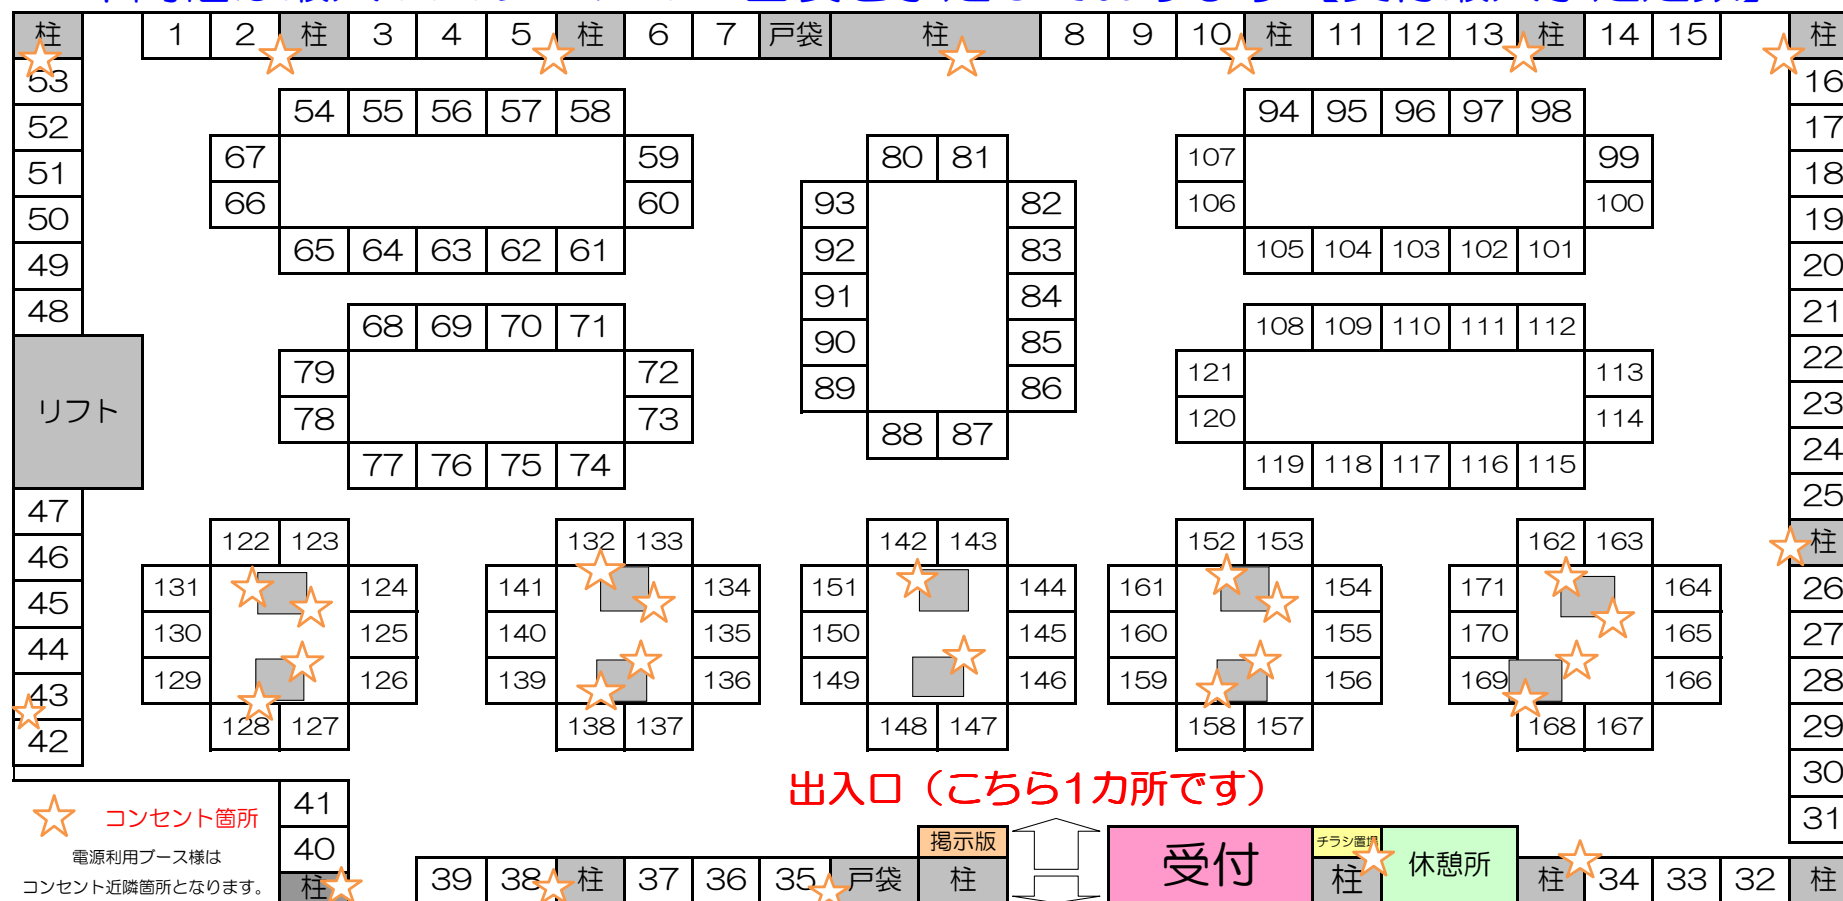 柱 1 2 柱 3 4 5 柱 6 7 戸袋 柱 8 9 10 柱 11 12 13 柱 14 15 柱
53 16
54 55 56 57 58 94 95 96 97 98
52 17
67 59 80 81 107 99
51 18
66 60 93 82 106 100
50 19
65 64 63 62 61 92 83 105 104 103 102 101
49 20
91 84
48 21
68 69 70 71 108 109 110 111 112
90 85 22
79 72 89 86 121 113
リフト 23
78 73 88 87 120 114
24
77 76 75 74 119 118 117 116 115
47 25
122 123 132 133 142 143 152 153 162 163 柱
46
131 124 141 134 151 144 161 154 171 164 26
45
130 125 140 135 150 145 160 155 170 165 27
44
129 126 139 136 149 146 159 156 169 166 28
43
128 127 138 137 148 147 158 157 168 167 29
42
30
出入口（こちら1カ所です）
41
コンセント箇所 31
掲示版 受付 チラシ置場 休憩所
電源利用ブース様は 40
コンセント近隣箇所となります。 柱 39 38 柱 37 36 35 戸袋 柱 柱 柱 34 33 32 柱